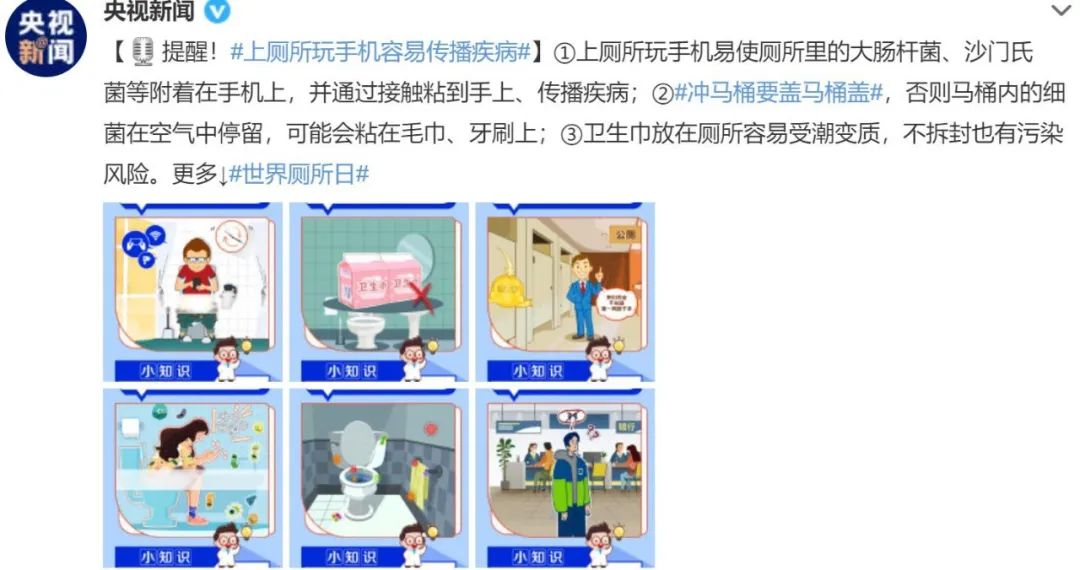 央视新闻
央视
新闻
【提醒！#上厕所玩手机容易传播疾病#】①上厕所玩手机易使厕所里的大肠杆菌、沙门氏
菌等附着在手机上，并通过接触粘到手上、传播疾病；②#冲马桶要盖马桶盖#，否则马桶内的细
菌在空气中停留，可能会粘在毛巾、牙刷上；③卫生巾放在厕所容易受潮变质，不拆封也有污染
风险。更多↓#世界厕所日#
卫生巾
卫生
公厕
小知识
小知识
小知识
银行
小知识
小知识
小知识